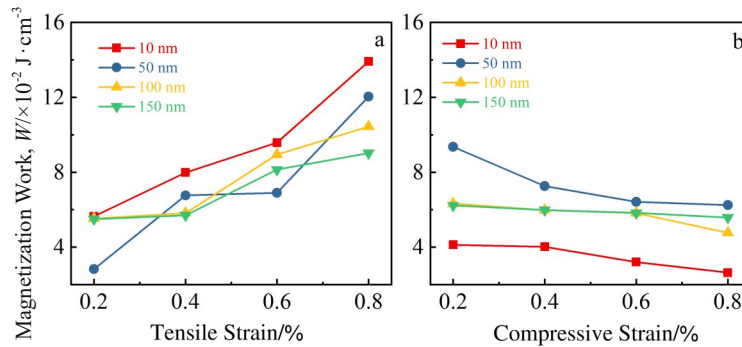 Magnetization Work, W/×10⁻² J·cm⁻³
16
12
8
4
a
10 nm
50 nm
100 nm
150 nm
0.2 0.4 0.6 0.8
Tensile Strain/%
16
12
8
4
b
10 nm
50 nm
100 nm
150 nm
0.2 0.4 0.6 0.8
Compressive Strain/%